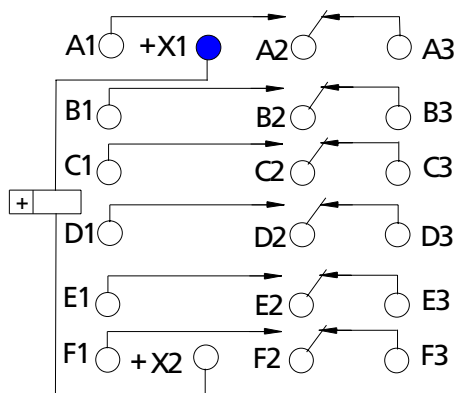 A1 +X1 A2 A3
B1 B2 B3
C1 C2 C3
+
D1 D2 D3
E1 E2 E3
F1 +X2 F2 F3